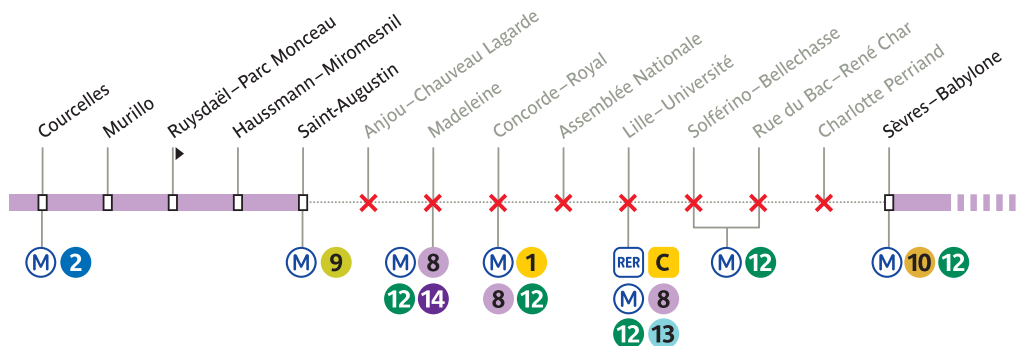 Courcelles
Murillo
Ruysdaël–Parc Monceau
Haussmann–Miromesnil
Saint-Augustin
Anjou–Chauveau Lagarde
Madeleine
Concorde–Royal
Assemblée Nationale
Lille–Université
Solférino–Bellechasse
Rue du Bac–René Char
Charlotte Perriand
Sèvres–Babylone
M 2
M 9
M 8
12 14
M 1
8 12
RER C
M 8
12 13
M 12
M 10 12